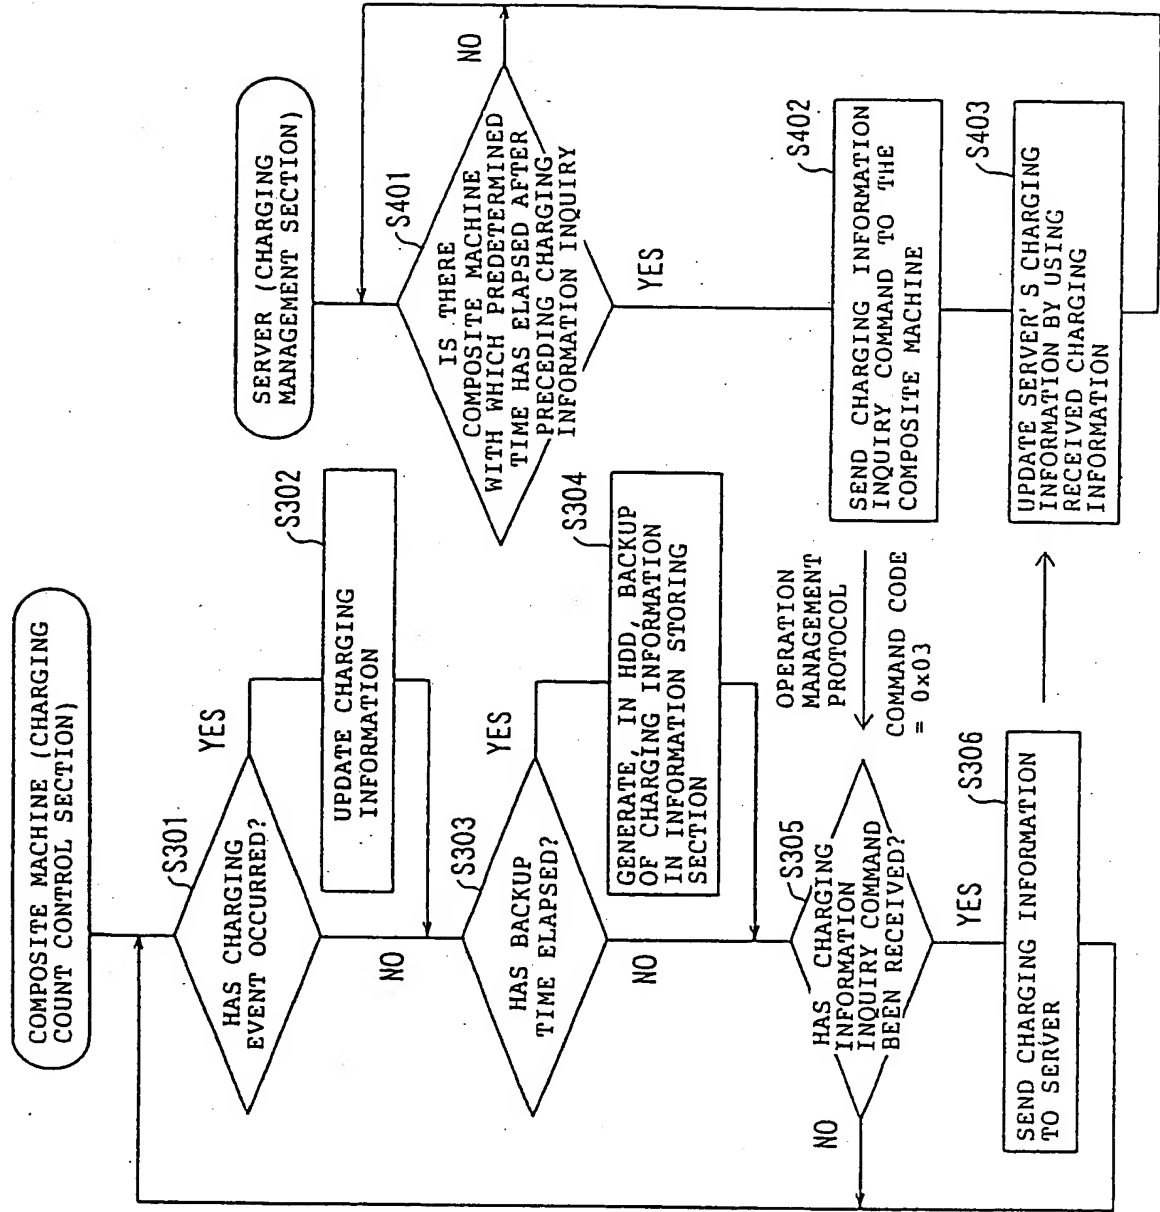 COMPOSITE MACHINE (CHARGING
COUNT CONTROL SECTION)
S301
HAS CHARGING
EVENT OCCURRED?
YES
NO
S302
UPDATE CHARGING
INFORMATION
S303
HAS BACKUP
TIME ELAPSED?
YES
NO
S304
GENERATE, IN HDD, BACKUP
OF CHARGING INFORMATION
IN INFORMATION STORING
SECTION
S305
HAS CHARGING
INFORMATION
INQUIRY COMMAND
BEEN RECEIVED?
NO
YES
S306
SEND CHARGING INFORMATION
TO SERVER
OPERATION
MANAGEMENT
PROTOCOL
COMMAND CODE
= 0x03
SERVER (CHARGING
MANAGEMENT SECTION)
S401
IS THERE
COMPOSITE MACHINE
WITH WHICH PREDETERMINED
TIME HAS ELAPSED AFTER
PRECEDING CHARGING
INFORMATION INQUIRY
NO
YES
S402
SEND CHARGING INFORMATION
INQUIRY COMMAND TO THE
COMPOSITE MACHINE
S403
UPDATE SERVER'S CHARGING
INFORMATION BY USING
RECEIVED CHARGING
INFORMATION